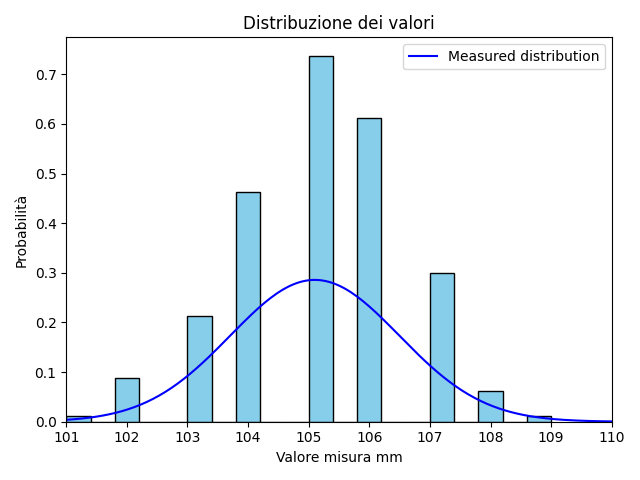 Distribuzione dei valori
Measured distribution
Probabilità
0.7
0.6
0.5
0.4
0.3
0.2
0.1
0.0
101 102 103 104 105 106 107 108 109 110
Valore misura mm